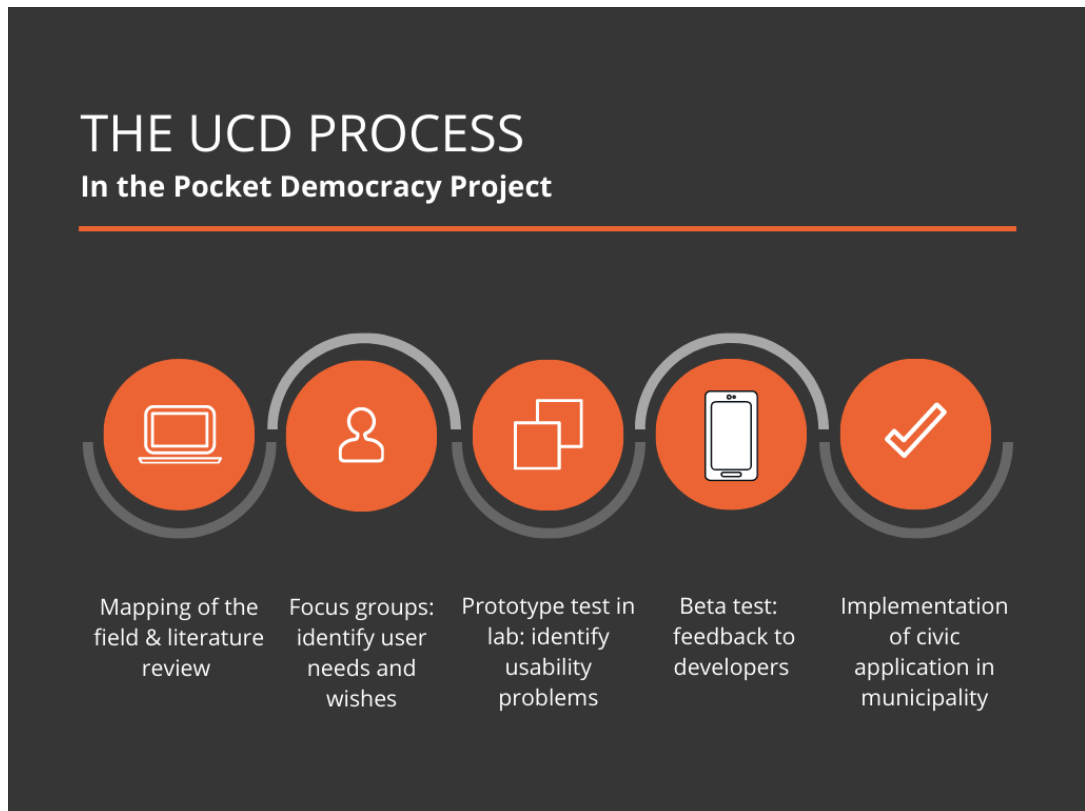 THE UCD PROCESS
In the Pocket Democracy Project
Mapping of the
field & literature
review
Focus groups:
identify user
needs and
wishes
Prototype test in
lab: identify
usability
problems
Beta test:
feedback to
developers
Implementation
of civic
application in
municipality